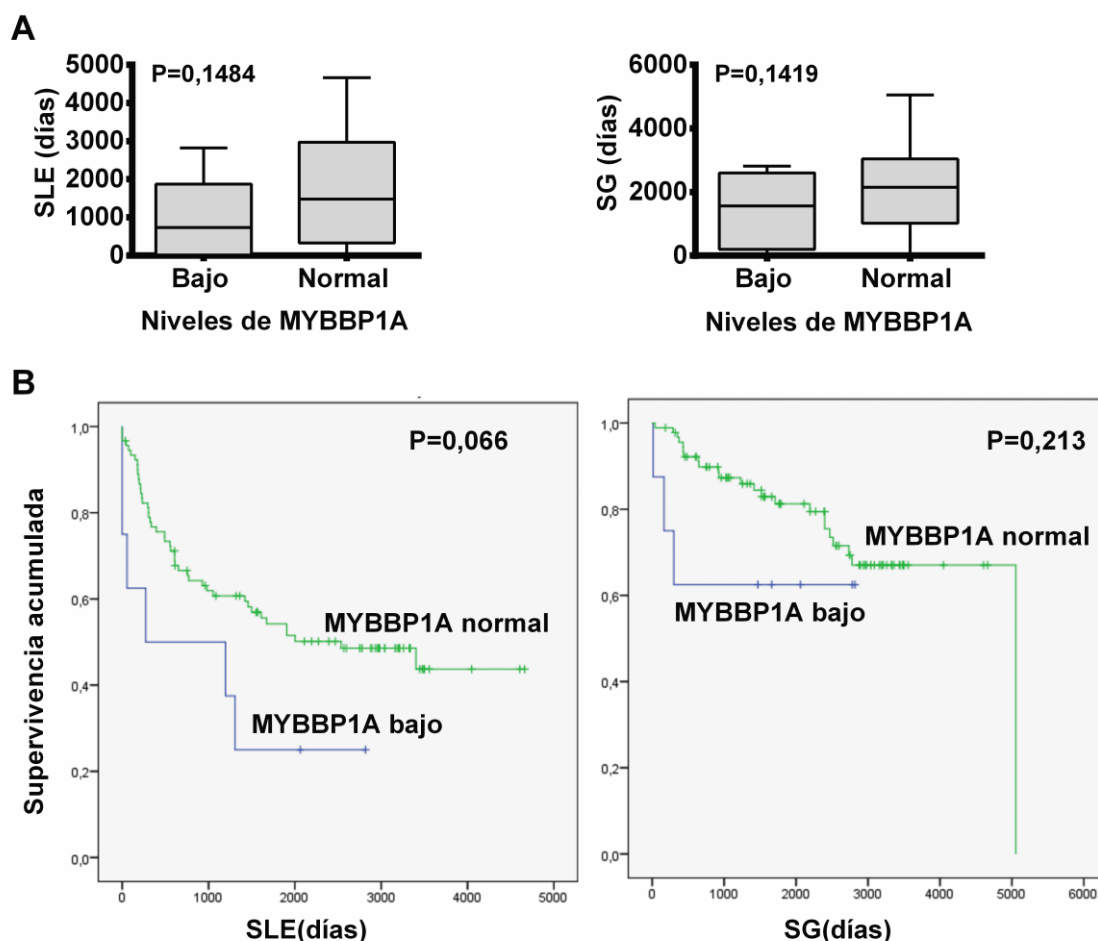 A
P=0,1484
SLE (días)
5000
4000
3000
2000
1000
0
Bajo
Normal
Niveles de MYBBP1A
P=0,1419
SG (días)
6000
4000
2000
0
Bajo
Normal
Niveles de MYBBP1A
B
Supervivencia acumulada
P=0,066
1,0
0,8
0,6
0,4
0,2
0,0
MYBBP1A normal
MYBBP1A bajo
0 1000 2000 3000 4000 5000
SLE(días)
P=0,213
1,0
0,8
0,6
0,4
0,2
0,0
MYBBP1A normal
MYBBP1A bajo
0 1000 2000 3000 4000 5000 6000
SG(días)